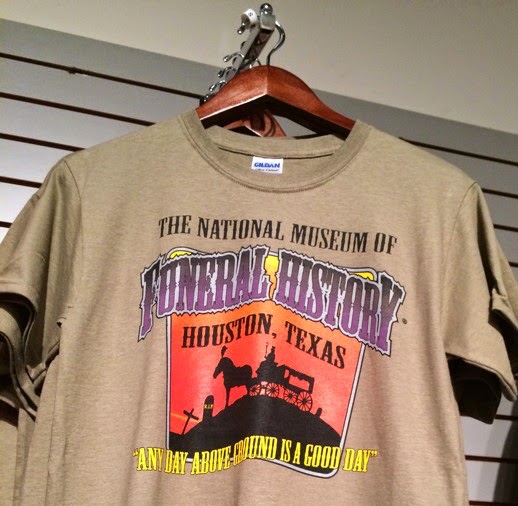 GILDAN
THE NATIONAL MUSEUM OF
FUNERAL HISTORY®
HOUSTON, TEXAS
R.I.P
"ANY DAY ABOVE GROUND IS A GOOD DAY"